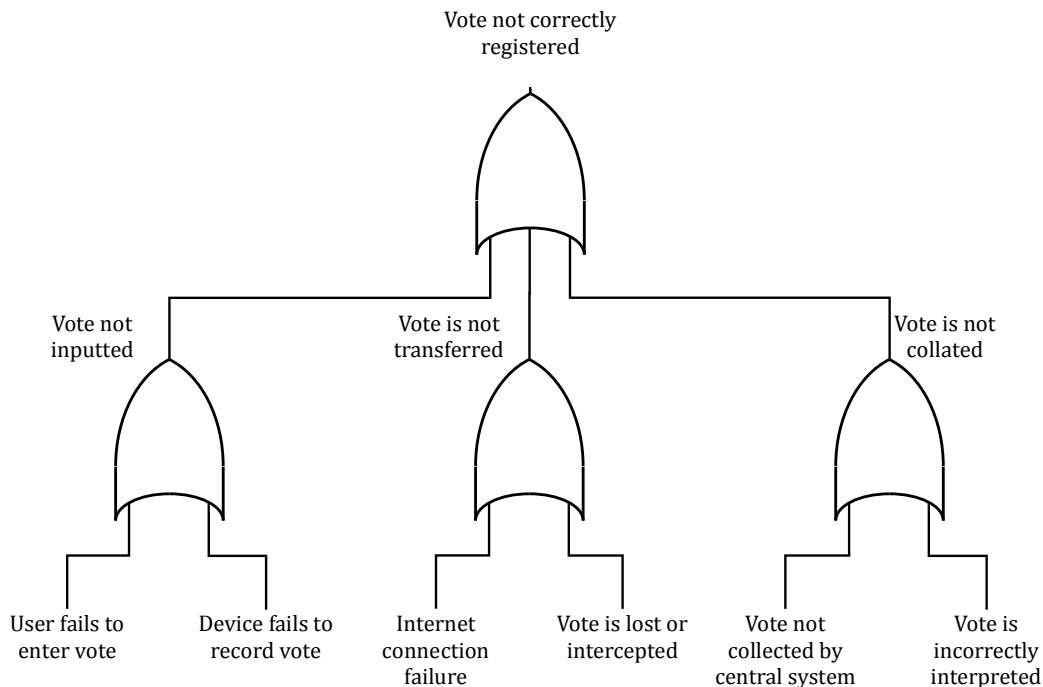 Vote not correctly
registered
Vote not
inputted
Vote is not
transferred
Vote is not
collated
User fails to
enter vote
Device fails to
record vote
Internet
connection
failure
Vote is lost or
intercepted
Vote not
collected by
central system
Vote is
incorrectly
interpreted